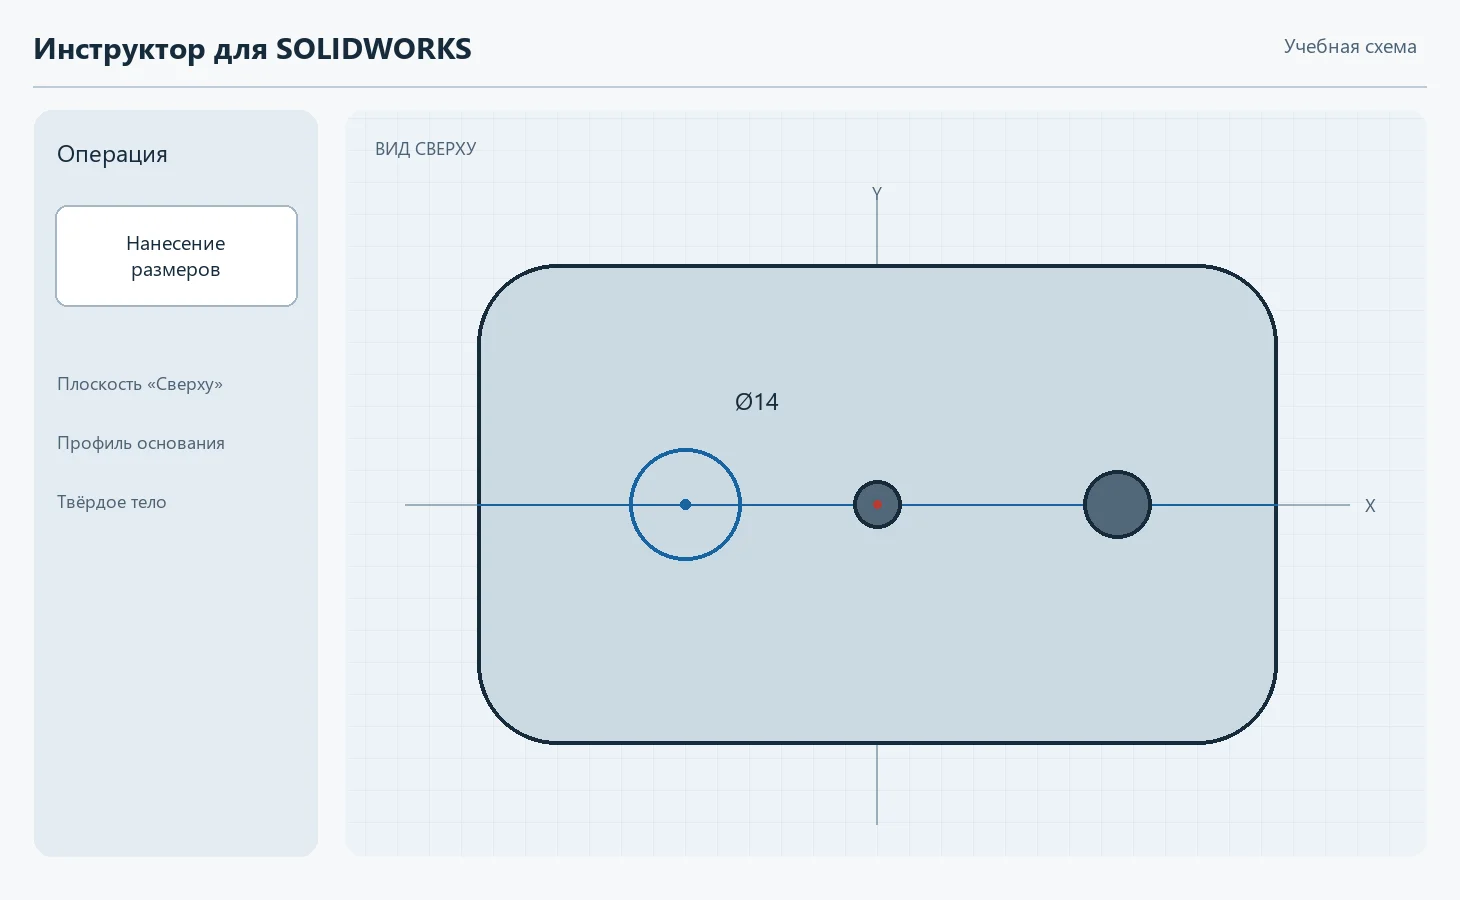 Инструктор для SOLIDWORKS
Учебная схема
Операция
Нанесение
размеров
Плоскость «Сверху»
Профиль основания
Твёрдое тело
ВИД СВЕРХУ
Y
Ø14
X